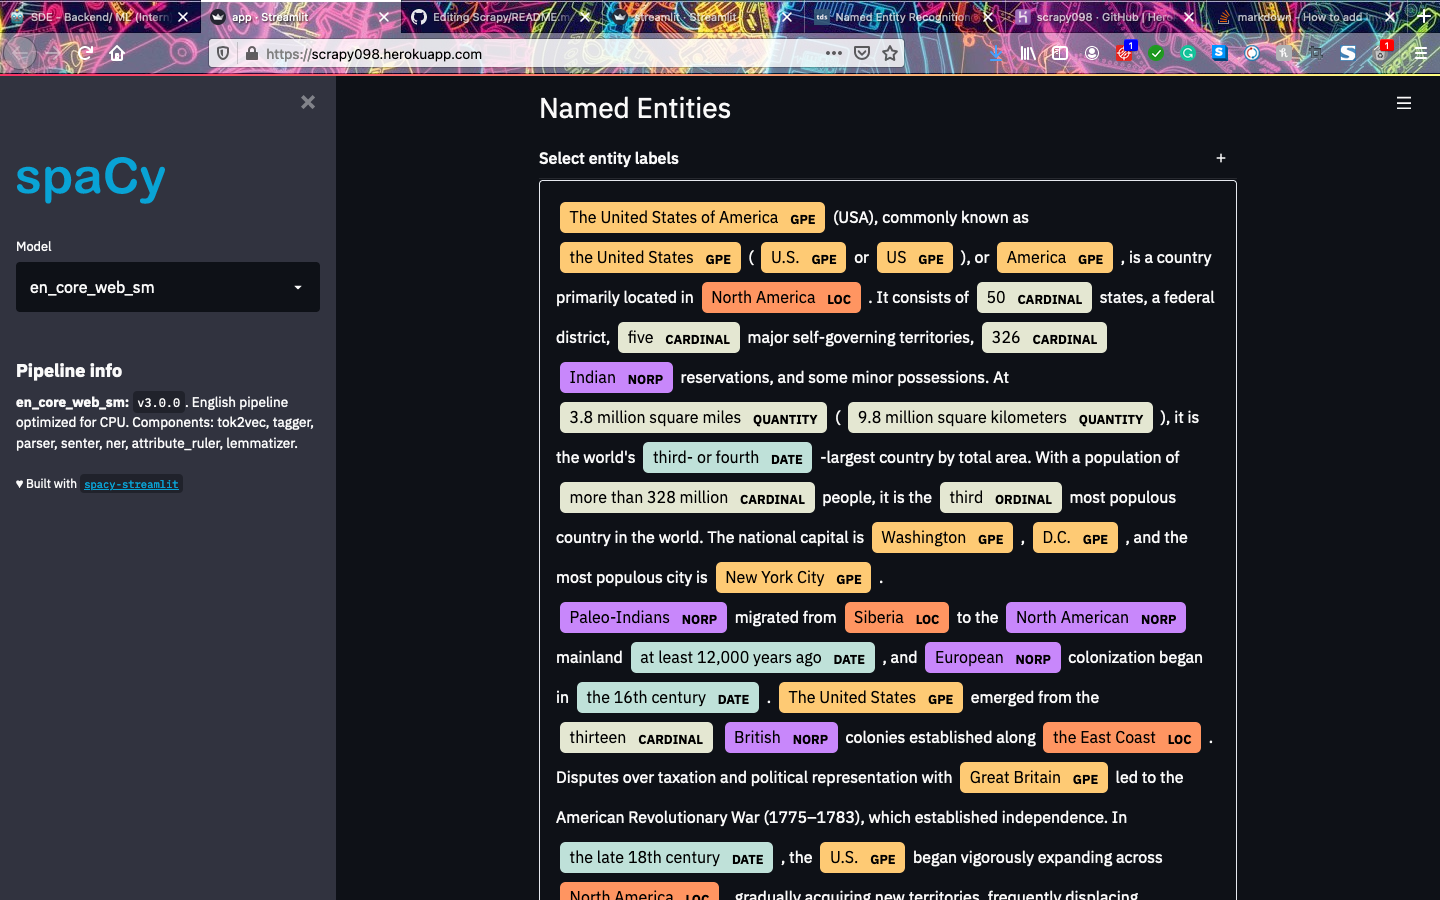 SDE - Backend/ ML (Intern
app · Streamlit
Editing Scrapy/README.m
streamlit · Streamlit
Named Entity Recognition
scrapy098 · GitHub | Hero
markdown - How to add
https://scrapy098.herokuapp.com
1
1
spaCy
Model
en_core_web_sm
Pipeline info
en_core_web_sm: v3.0.0. English pipeline
optimized for CPU. Components: tok2vec, tagger,
parser, senter, ner, attribute_ruler, lemmatizer.
♥ Built with spacy-streamlit
Named Entities
Select entity labels +
The United States of America GPE (USA), commonly known as
the United States GPE ( U.S. GPE or US GPE ), or America GPE , is a country
primarily located in North America LOC . It consists of 50 CARDINAL states, a federal
district, five CARDINAL major self-governing territories, 326 CARDINAL
Indian NORP reservations, and some minor possessions. At
3.8 million square miles QUANTITY ( 9.8 million square kilometers QUANTITY ), it is
the world's third- or fourth DATE -largest country by total area. With a population of
more than 328 million CARDINAL people, it is the third ORDINAL most populous
country in the world. The national capital is Washington GPE , D.C. GPE , and the
most populous city is New York City GPE .
Paleo-Indians NORP migrated from Siberia LOC to the North American NORP
mainland at least 12,000 years ago DATE , and European NORP colonization began
in the 16th century DATE . The United States GPE emerged from the
thirteen CARDINAL British NORP colonies established along the East Coast LOC .
Disputes over taxation and political representation with Great Britain GPE led to the
American Revolutionary War (1775–1783), which established independence. In
the late 18th century DATE , the U.S. GPE began vigorously expanding across
North America LOC , gradually acquiring new territories, frequently displacing